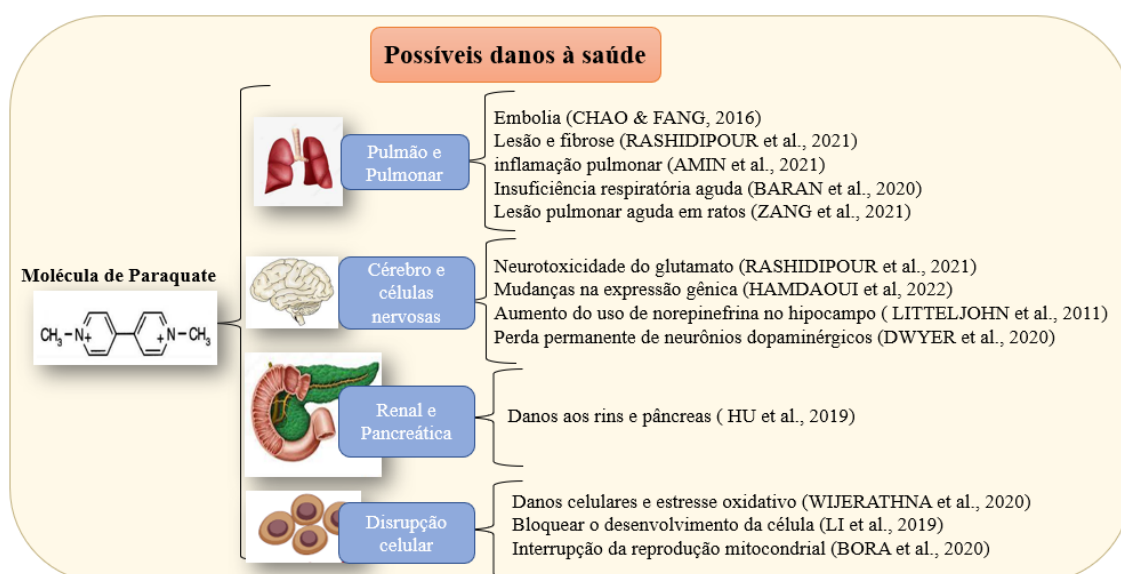 Possíveis danos à saúde
Pulmão e
Pulmonar
Embolia (CHAO & FANG, 2016)
Lesão e fibrose (RASHIDIPOUR et al., 2021)
inflamação pulmonar (AMIN et al., 2021)
Insuficiência respiratória aguda (BARAN et al., 2020)
Lesão pulmonar aguda em ratos (ZANG et al., 2021)
Molécula de Paraquate
CH₃—N+ +N—CH₃
Cérebro e
células
nervosas
Neurotoxicidade do glutamato (RASHIDIPOUR et al., 2021)
Mudanças na expressão gênica (HAMDAOUI et al, 2022)
Aumento do uso de norepinefrina no hipocampo ( LITTELJOHN et al., 2011)
Perda permanente de neurônios dopaminérgicos (DWYER et al., 2020)
Renal e
Pancreática
Danos aos rins e pâncreas ( HU et al., 2019)
Disrupção
celular
Danos celulares e estresse oxidativo (WIJERATHNA et al., 2020)
Bloquear o desenvolvimento da célula (LI et al., 2019)
Interrupção da reprodução mitocondrial (BORA et al., 2020)